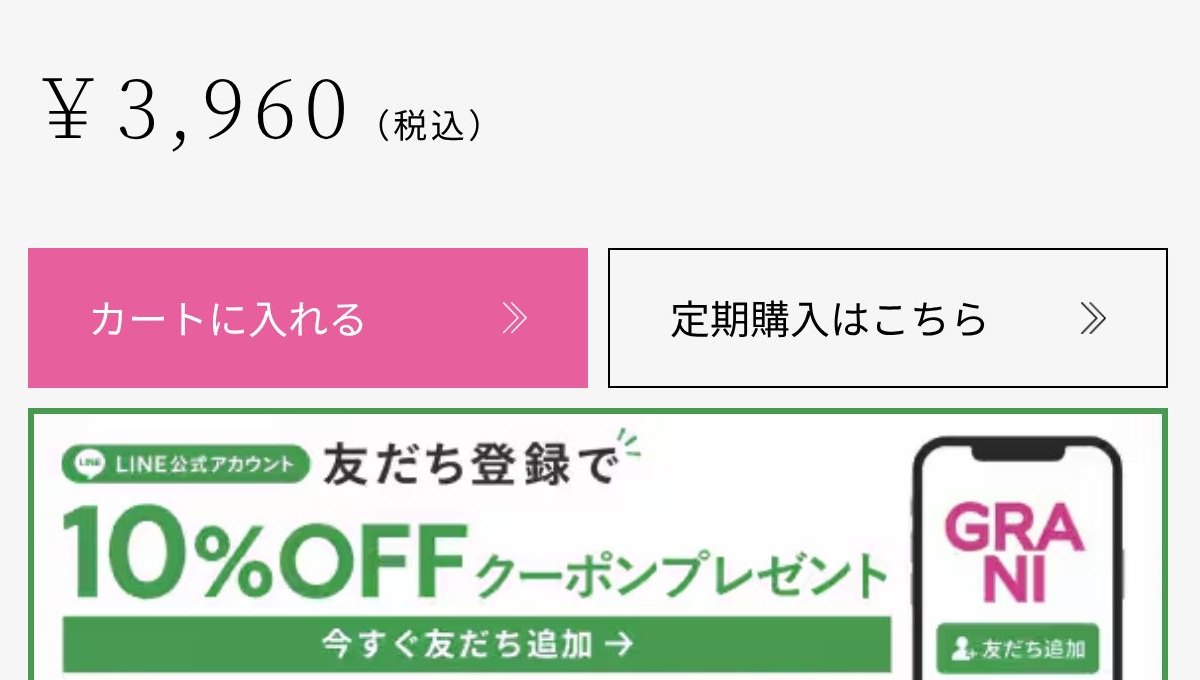 ¥3,960（税込）
カートに入れる
定期購入はこちら
LINE LINE公式アカウント 友だち登録で
10%OFFクーポンプレゼント
今すぐ友だち追加→
GRA
NI
友だち追加